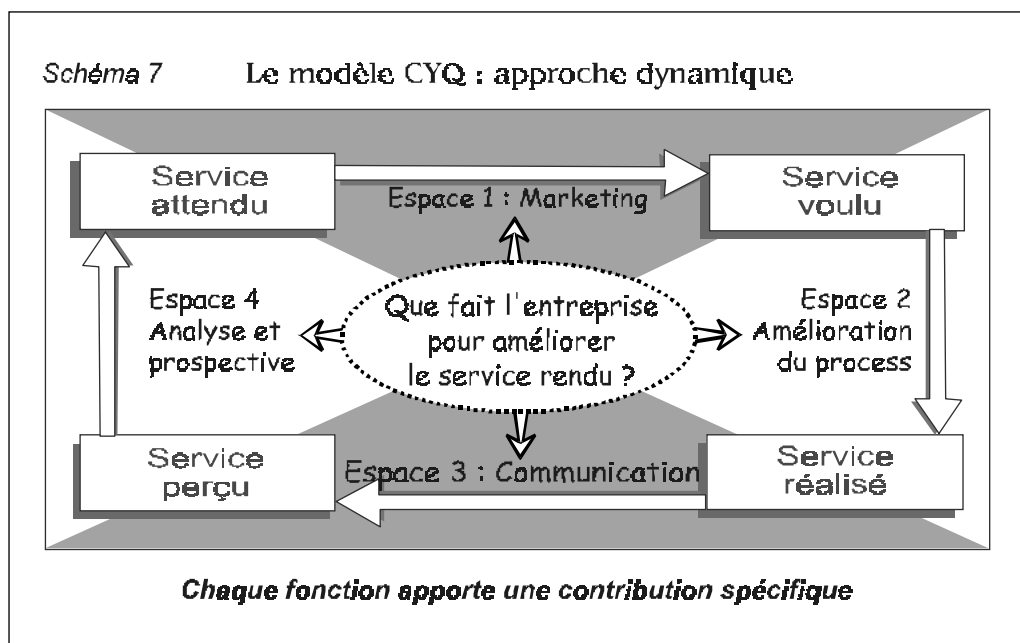 Schéma 7 Le modèle CYQ : approche dynamique
Service
attendu
Service
voulu
Espace 1 : Marketing
Espace 4
Analyse et
prospective
Que fait l'entreprise
pour améliorer
le service rendu ?
Espace 2
Amélioration
du process
Service
perçu
Espace 3 : Communication
Service
réalisé
Chaque fonction apporte une contribution spécifique